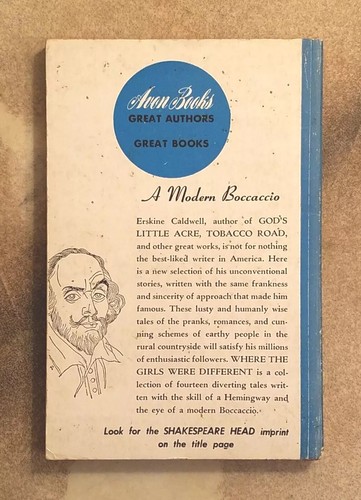 Avon Books
GREAT AUTHORS
GREAT BOOKS
A Modern Boccaccio
Erskine Caldwell, author of GOD'S
LITTLE ACRE, TOBACCO ROAD,
and other great works, is not for nothing
the best-liked writer in America. Here
is a new selection of his unconventional
stories, written with the same frankness
and sincerity of approach that made him
famous. These lusty and humanly wise
tales of the pranks, romances, and cun-
ning schemes of earthy people in the
rural countryside will satisfy his millions
of enthusiastic followers. WHERE THE
GIRLS WERE DIFFERENT is a col-
lection of fourteen diverting tales writ-
ten with the skill of a Hemingway and
the eye of a modern Boccaccio.
Look for the SHAKESPEARE HEAD imprint
on the title page